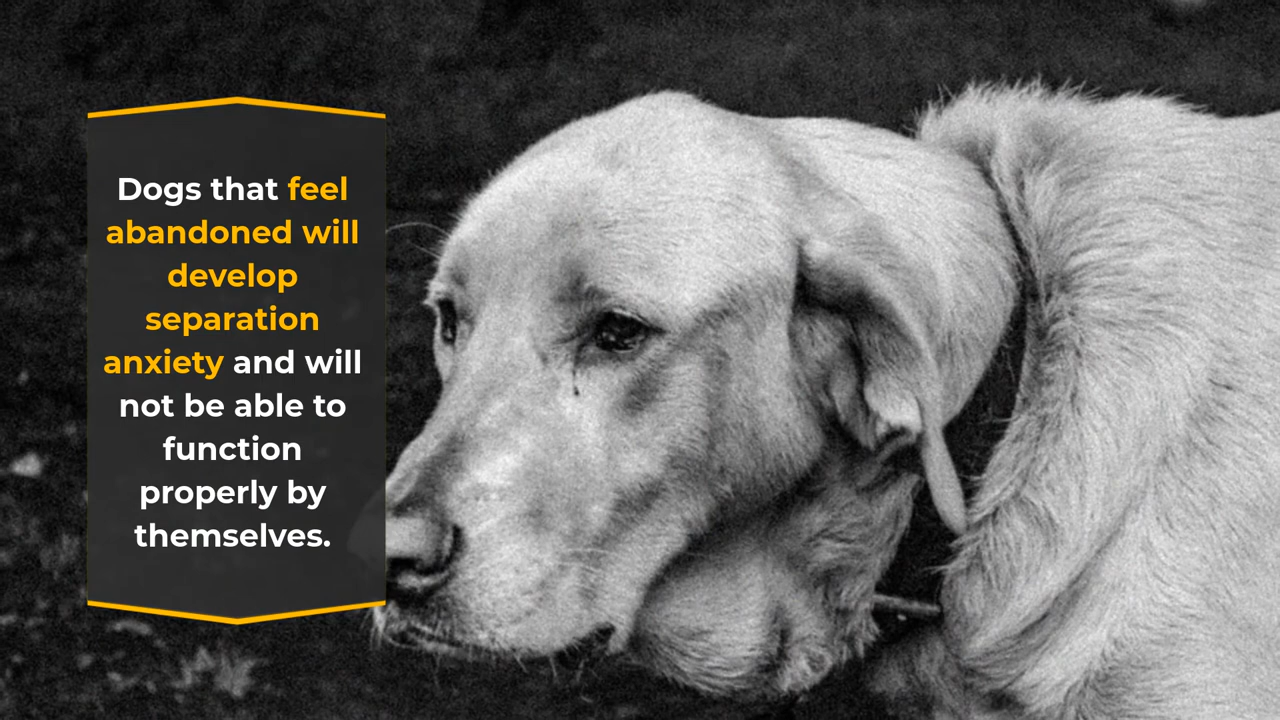 Dogs that feel
abandoned will
develop
separation
anxiety and will
not be able to
function
properly by
themselves.